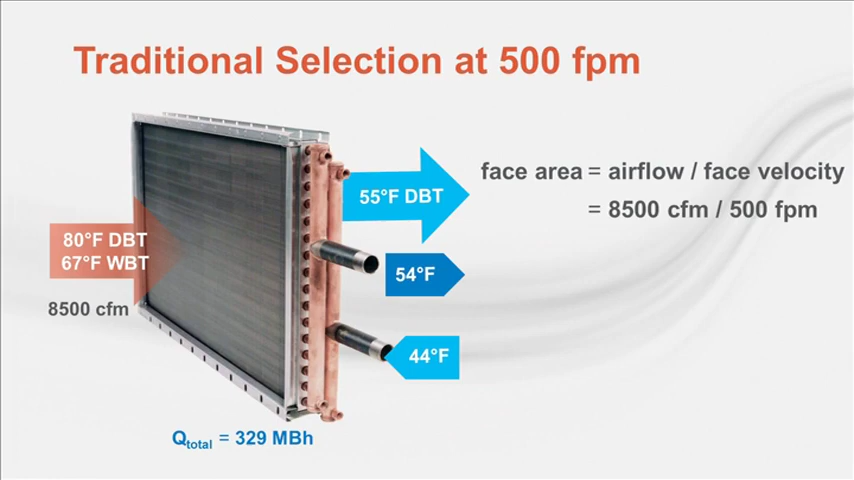 Traditional Selection at 500 fpm
face area = airflow / face velocity
= 8500 cfm / 500 fpm
55°F DBT
80°F DBT
67°F WBT
54°F
8500 cfm
44°F
Qtotal = 329 MBh